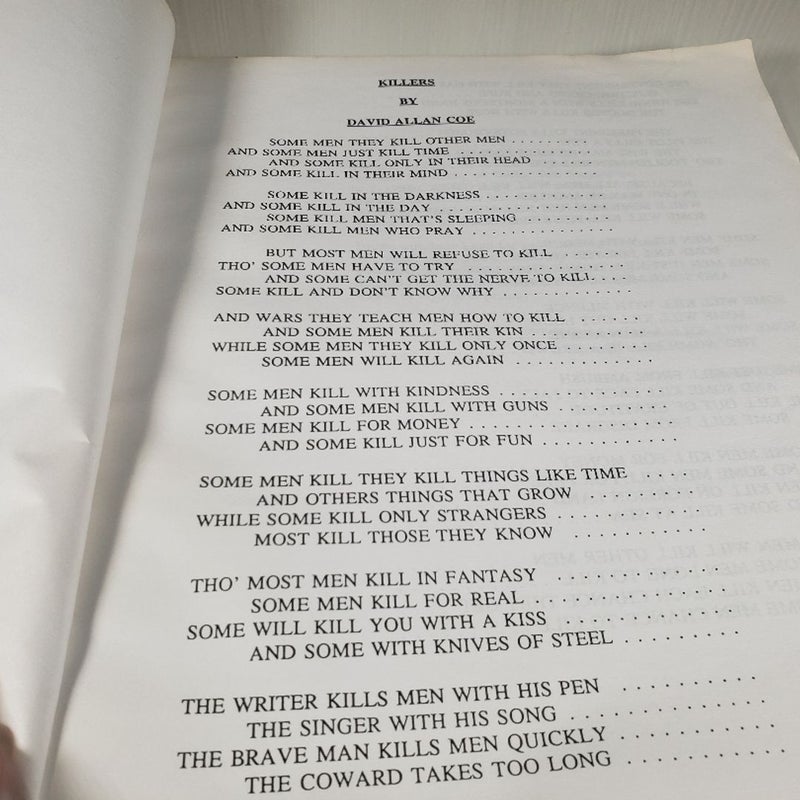 KILLERS
BY
DAVID ALLAN COE
SOME MEN THEY KILL OTHER MEN . . . . . . . . .
AND SOME MEN JUST KILL TIME . . . . . . . . . . . . . .
AND SOME KILL ONLY IN THEIR HEAD . . . . . .
AND SOME KILL IN THEIR MIND . . . . . . . . . . . . . . .
SOME KILL IN THE DARKNESS . . . . . . . . . . . .
AND SOME KILL IN THE DAY . . . . . . . . . . . . . . . . .
SOME KILL MEN THAT'S SLEEPING . . . . . . . . .
AND SOME KILL MEN WHO PRAY . . . . . . . . . . . . . .
BUT MOST MEN WILL REFUSE TO KILL . . . . . .
THO' SOME MEN HAVE TO TRY . . . . . . . . . . . . . . .
AND SOME CAN'T GET THE NERVE TO KILL . . .
SOME KILL AND DON'T KNOW WHY . . . . . . . . . . . .
AND WARS THEY TEACH MEN HOW TO KILL . . . . . .
AND SOME MEN KILL THEIR KIN . . . . . . . . . . .
WHILE SOME MEN THEY KILL ONLY ONCE . . . . . . . .
SOME MEN WILL KILL AGAIN . . . . . . . . . . . . .
SOME MEN KILL WITH KINDNESS . . . . . . . . . . . . . .
AND SOME MEN KILL WITH GUNS . . . . . . . . . .
SOME MEN KILL FOR MONEY . . . . . . . . . . . . . . . . .
AND SOME KILL JUST FOR FUN . . . . . . . . . . . .
SOME MEN KILL THEY KILL THINGS LIKE TIME . . . .
AND OTHERS THINGS THAT GROW . . . . . . . . .
WHILE SOME KILL ONLY STRANGERS . . . . . . . . . . . .
MOST KILL THOSE THEY KNOW . . . . . . . . . . .
THO' MOST MEN KILL IN FANTASY . . . . . . . . . . . . .
SOME MEN KILL FOR REAL . . . . . . . . . . . . . .
SOME WILL KILL YOU WITH A KISS . . . . . . . . . . . . .
AND SOME WITH KNIVES OF STEEL . . . . . . . .
THE WRITER KILLS MEN WITH HIS PEN . . . . . . . . . .
THE SINGER WITH HIS SONG . . . . . . . . . . . . .
THE BRAVE MAN KILLS MEN QUICKLY . . . . . . . . . .
THE COWARD TAKES TOO LONG . . . . . . . . . . .